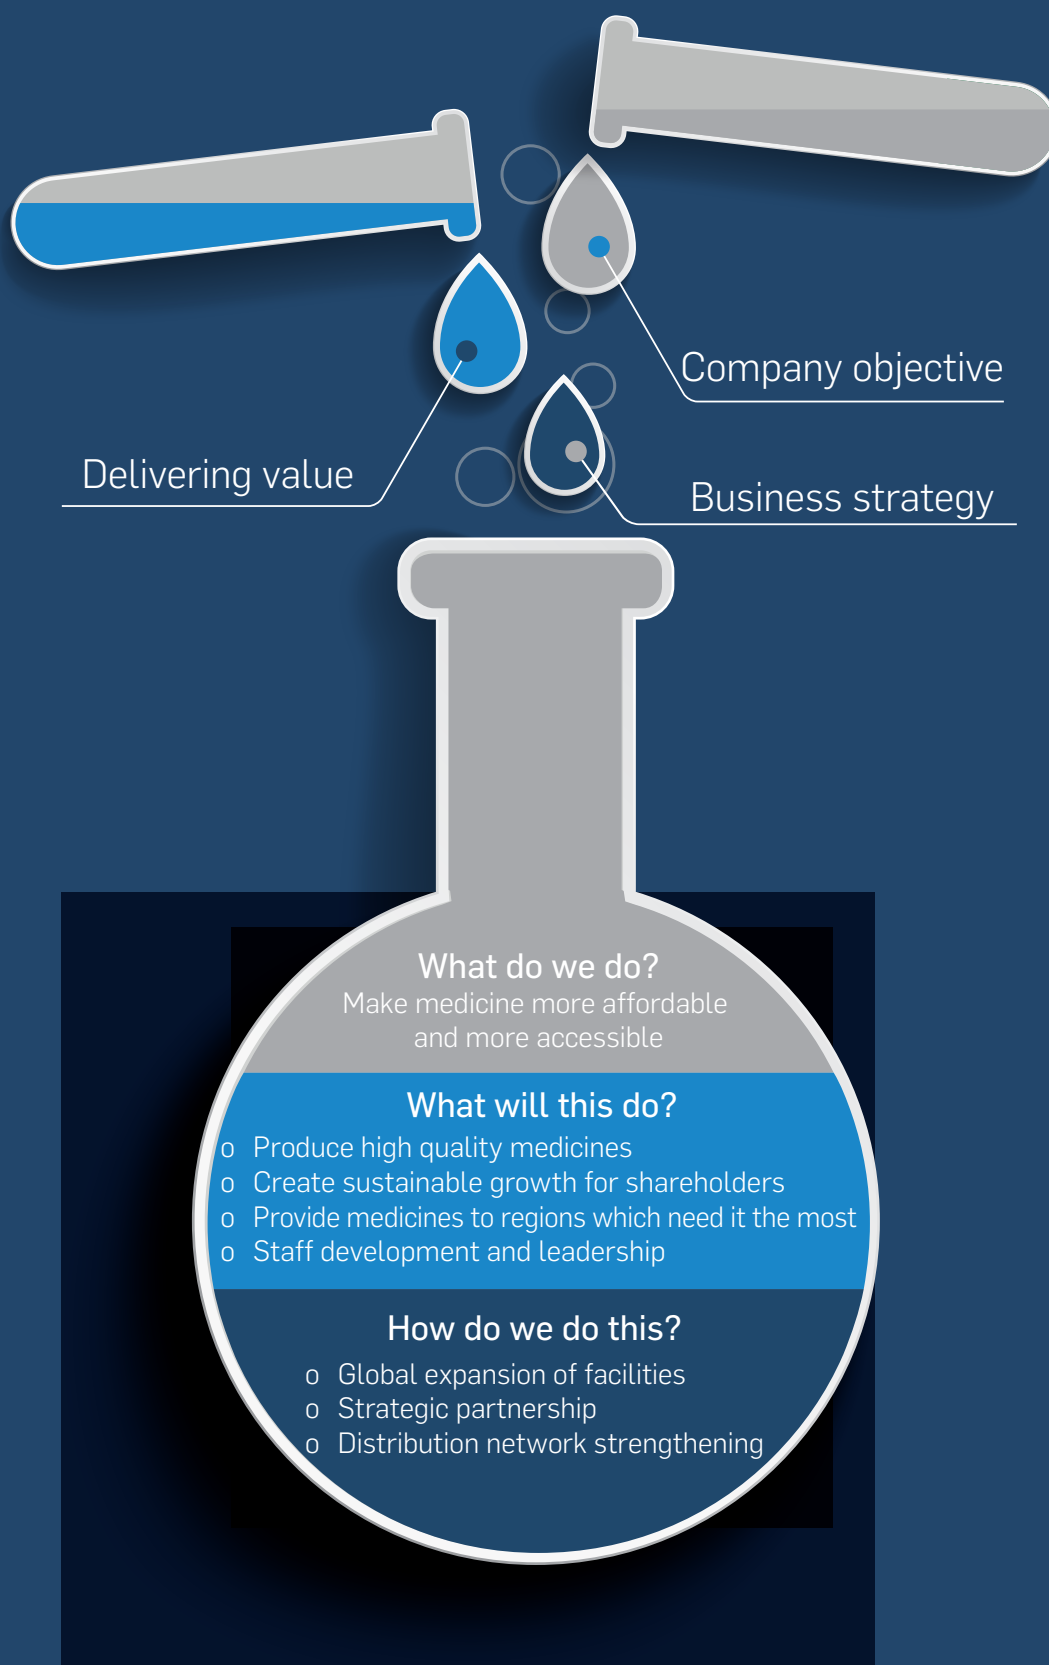 Company objective
Delivering value
Business strategy
What do we do?
Make medicine more affordable
and more accessible
What will this do?
o Produce high quality medicines
o Create sustainable growth for shareholders
o Provide medicines to regions which need it the most
o Staff development and leadership
How do we do this?
o Global expansion of facilities
o Strategic partnership
o Distribution network strengthening